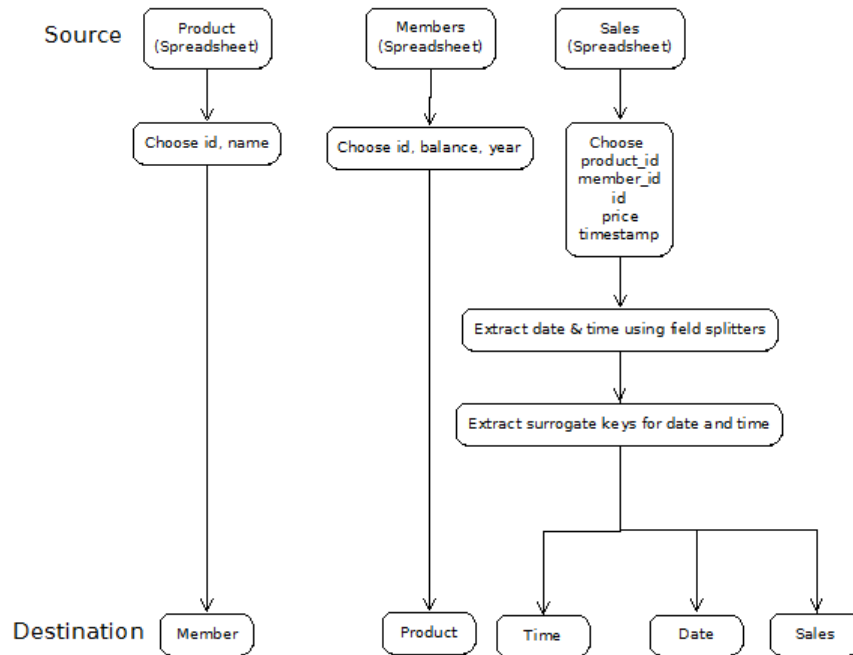 Source
Product
(Spreadsheet)
Members
(Spreadsheet)
Sales
(Spreadsheet)
Choose id, name
Choose id, balance, year
Choose
product_id
member_id
id
price
timestamp
Extract date & time using field splitters
Extract surrogate keys for date and time
Destination
Member
Product
Time
Date
Sales